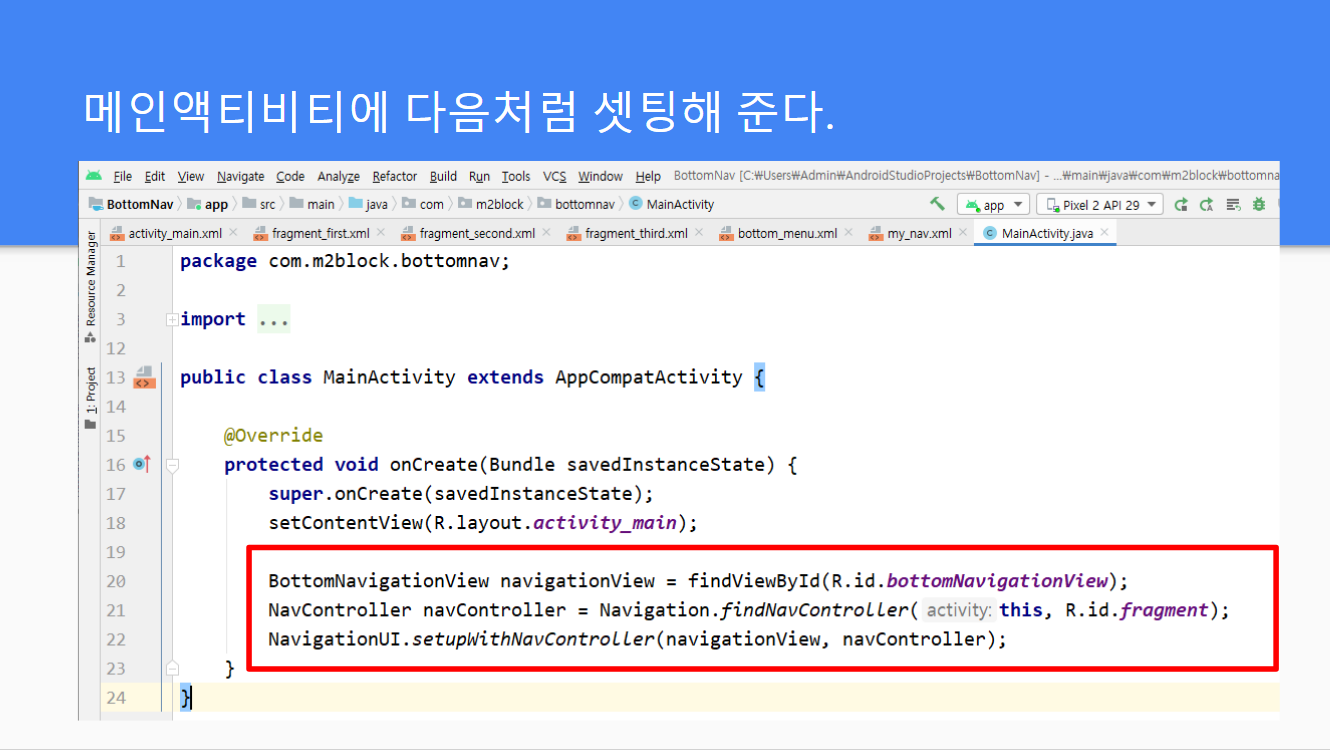 메인액티비티에 다음처럼 셋팅해 준다.
File Edit View Navigate Code Analyze Refactor Build Run Tools VCS Window Help BottomNav [C:₩Users₩Admin₩AndroidStudioProjects₩BottomNav] - ...₩main₩java₩com₩m2block₩bottomna
BottomNav app src main java com m2block bottomnav MainActivity app Pixel 2 API 29
activity_main.xml fragment_first.xml fragment_second.xml fragment_third.xml bottom_menu.xml my_nav.xml MainActivity.java
Resource Manager
1: Project
1 package com.m2block.bottomnav;
2
3 import ...
12
13 public class MainActivity extends AppCompatActivity {
14
15 @Override
16 protected void onCreate(Bundle savedInstanceState) {
17 super.onCreate(savedInstanceState);
18 setContentView(R.layout.activity_main);
19
20 BottomNavigationView navigationView = findViewById(R.id.bottomNavigationView);
21 NavController navController = Navigation.findNavController( activity: this, R.id.fragment);
22 NavigationUI.setupWithNavController(navigationView, navController);
23 }
24 }